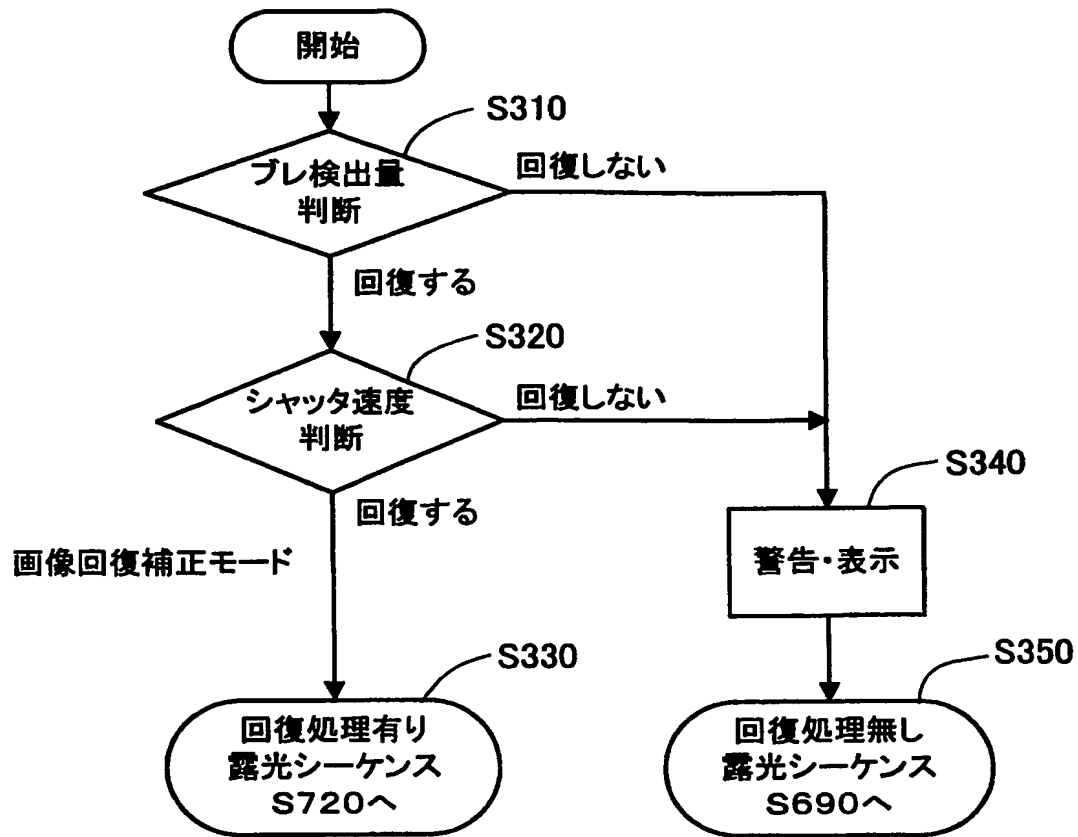 開始
S310
ブレ検出量
判断
回復しない
回復する
S320
シャッタ速度
判断
回復しない
回復する
S340
画像回復補正モード
警告・表示
S330
S350
回復処理有り
露光シーケンス
S720へ
回復処理無し
露光シーケンス
S690へ